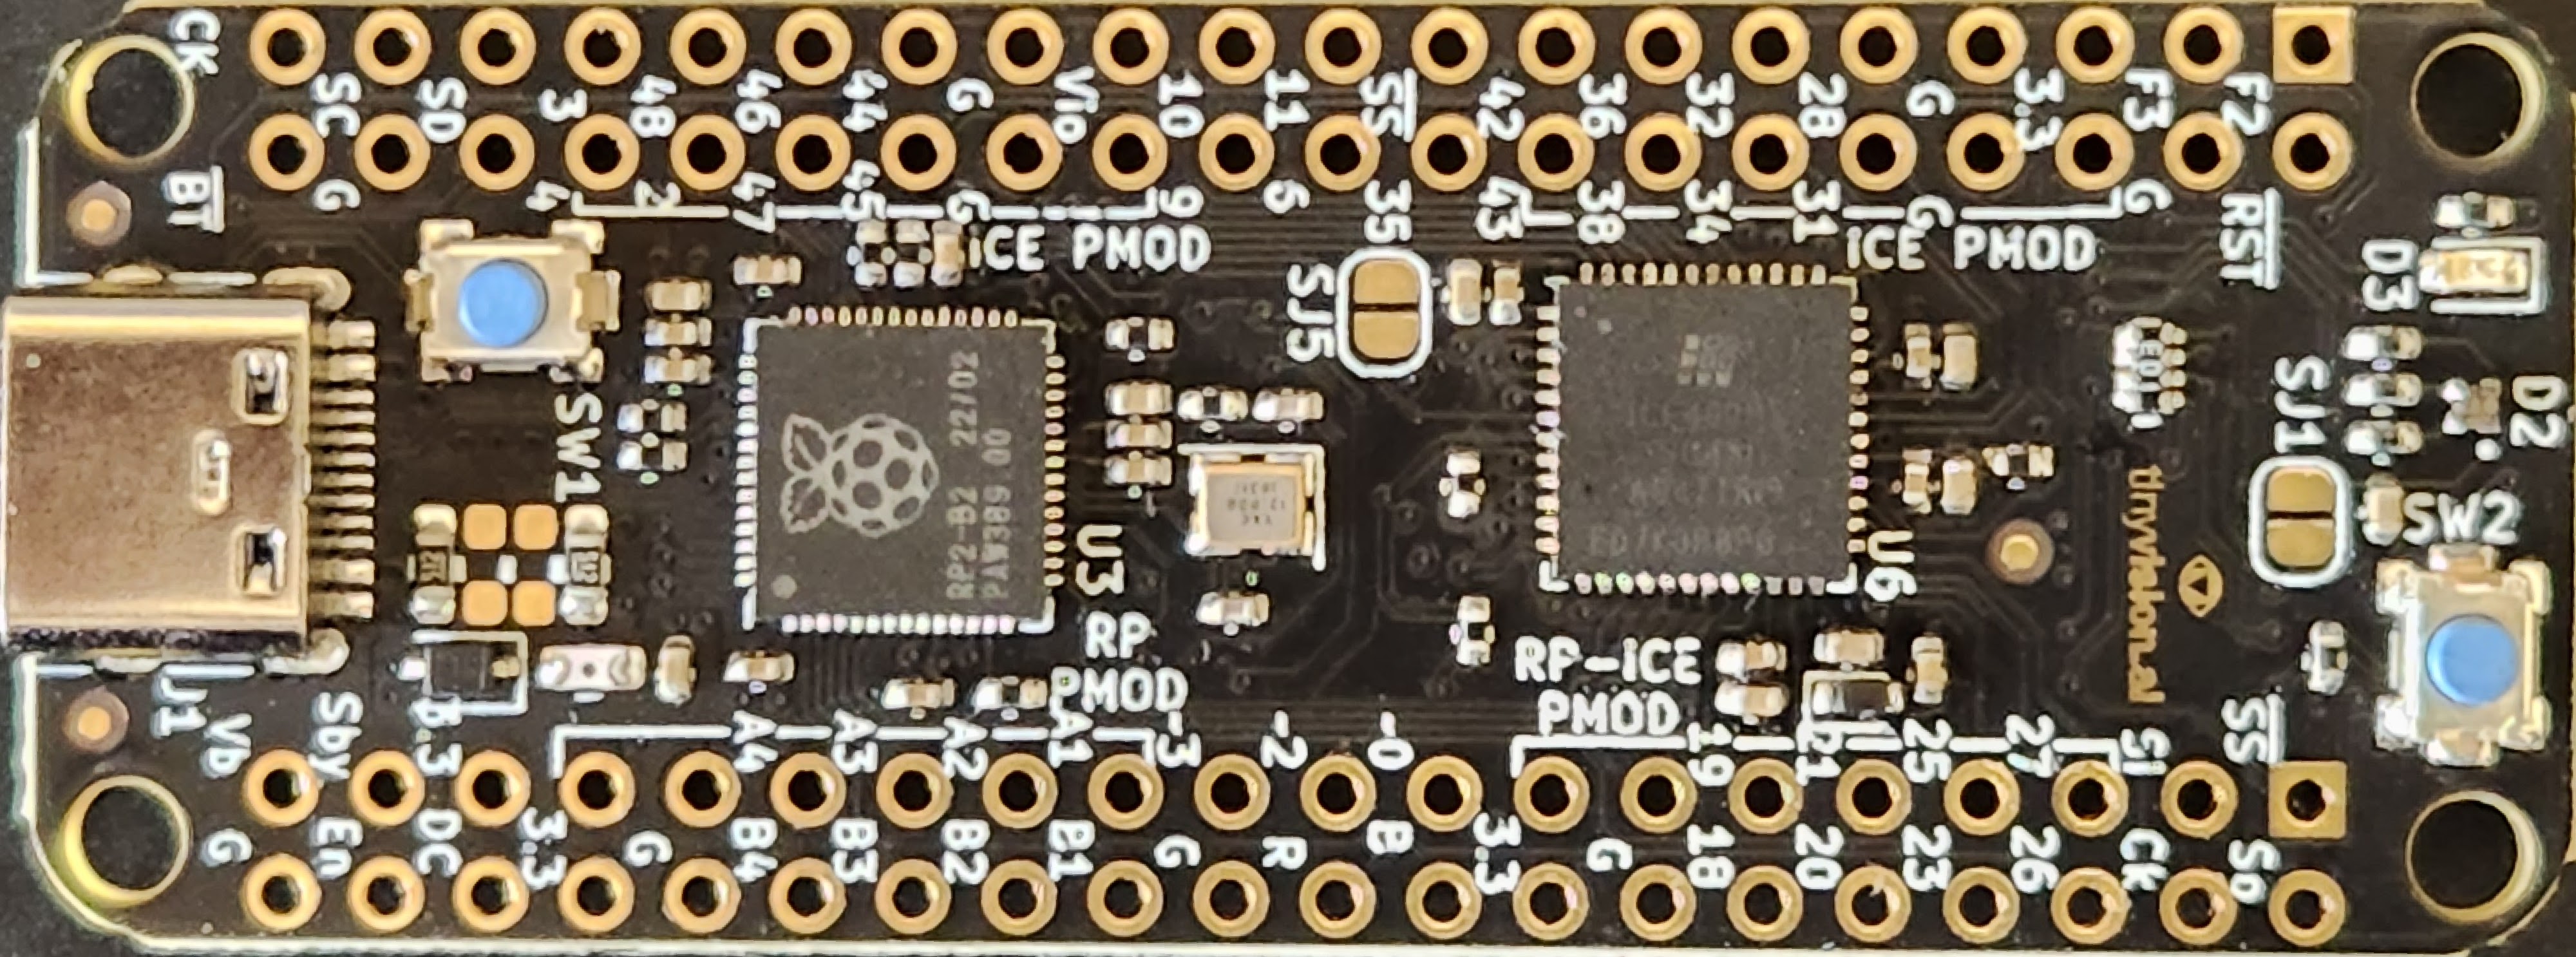 CK
SC
SD
3
48
46
44
G
Vio
10
11
SS
42
36
32
28
G
3.3
F3
F2
BT
G
4
2
47
45
G
9
S
35
43
38
34
31
G
G
RST
iCE PMOD
iCE PMOD
SJ5
D3
SJ1
D2
SW1
RP2-B2 22/02
PAW389 00
U3
U6
SW2
tinyvision.ai
RP
PMOD
RP-iCE
PMOD
J1
Vb
Sby
3.3
A4
A3
A2
A1
-3
-2
-0
19
21
25
27
SI
SS
G
En
DC
3.3
G
B4
B3
B2
B1
G
R
B
3.3
G
18
20
23
26
Ck
So